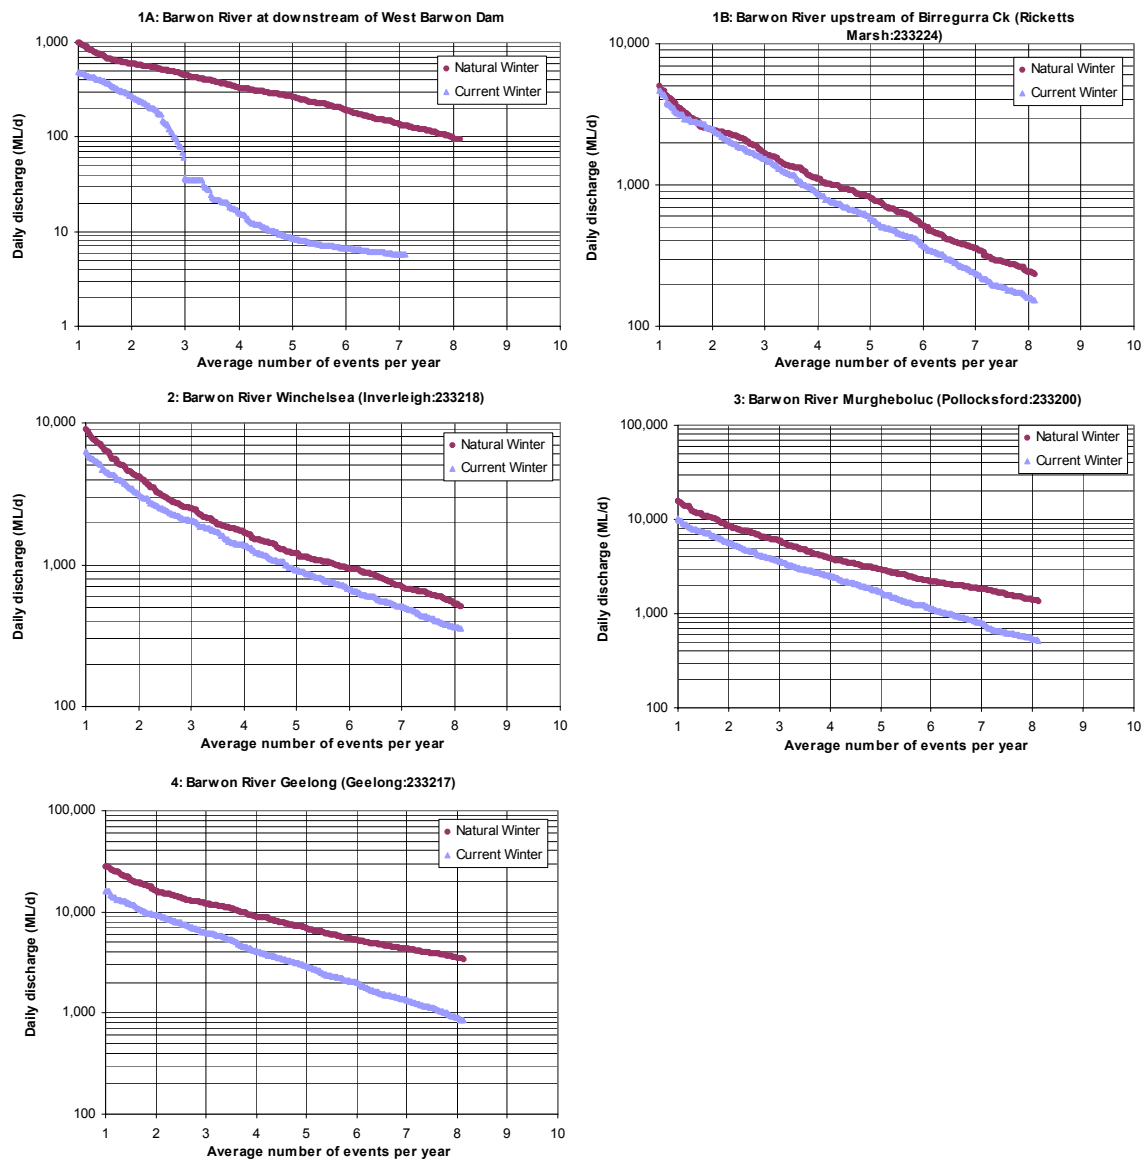 1A: Barwon River at downstream of West Barwon Dam
1,000
100
10
1
Daily discharge (ML/d)
Natural Winter
Current Winter
1 2 3 4 5 6 7 8 9 10
Average number of events per year
1B: Barwon River upstream of Birregurra Ck (Ricketts
Marsh:233224)
10,000
1,000
100
Daily discharge (ML/d)
Natural Winter
Current Winter
1 2 3 4 5 6 7 8 9 10
Average number of events per year
2: Barwon River Winchelsea (Inverleigh:233218)
10,000
1,000
100
Daily discharge (ML/d)
Natural Winter
Current Winter
1 2 3 4 5 6 7 8 9 10
Average number of events per year
3: Barwon River Murgheboluc (Pollocksford:233200)
100,000
10,000
1,000
100
Daily discharge (ML/d)
Natural Winter
Current Winter
1 2 3 4 5 6 7 8 9 10
Average number of events per year
4: Barwon River Geelong (Geelong:233217)
100,000
10,000
1,000
100
Daily discharge (ML/d)
Natural Winter
Current Winter
1 2 3 4 5 6 7 8 9 10
Average number of events per year